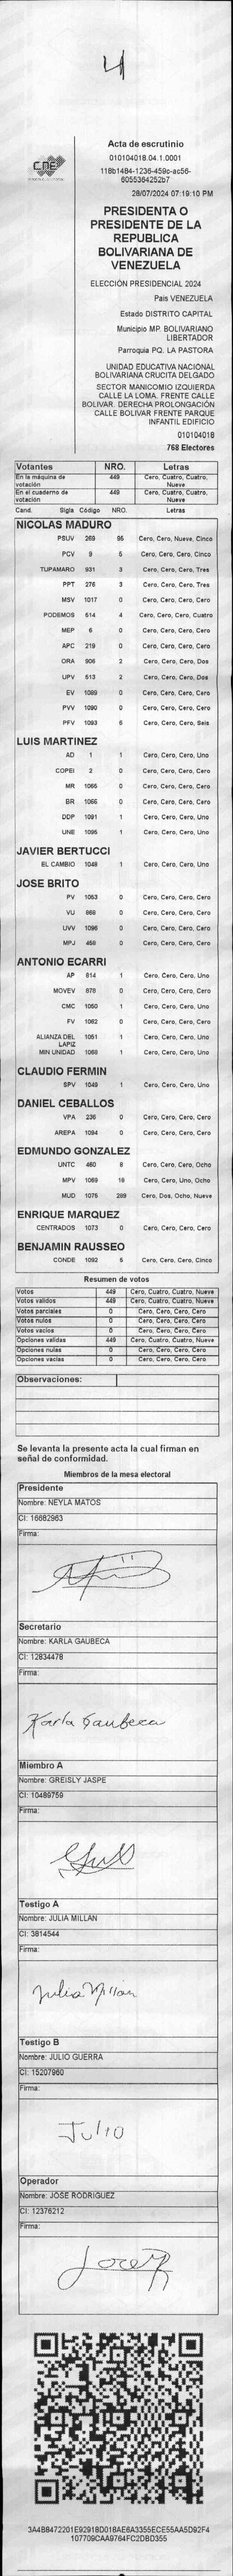 4
CNE
Acta de escrutinio
010104018.04.1.0001
118b1484-1236-459c-ac56-
6055364252b7
28/07/2024 07:19:10 PM
PRESIDENTA O
PRESIDENTE DE LA
REPUBLICA
BOLIVARIANA DE
VENEZUELA
ELECCIÓN PRESIDENCIAL 2024
País VENEZUELA
Estado DISTRITO CAPITAL
Municipio MP. BOLIVARIANO
LIBERTADOR
Parroquia PQ. LA PASTORA
UNIDAD EDUCATIVA NACIONAL
BOLIVARIANA CRUCITA DELGADO
SECTOR MANICOMIO IZQUIERDA
CALLE LA LOMA. FRENTE CALLE
BOLIVAR. DERECHA PROLONGACIÓN
CALLE BOLIVAR FRENTE PARQUE
INFANTIL EDIFICIO
010104018
768 Electores
Votantes NRO. Letras
En la máquina de votación 449 Cero, Cuatro, Cuatro, Nueve
En el cuaderno de votación 449 Cero, Cuatro, Cuatro, Nueve
Cand. Sigla Código NRO. Letras
NICOLAS MADURO
PSUV 269 95 Cero, Cero, Nueve, Cinco
PCV 9 5 Cero, Cero, Cero, Cinco
TUPAMARO 931 3 Cero, Cero, Cero, Tres
PPT 276 3 Cero, Cero, Cero, Tres
MSV 1017 0 Cero, Cero, Cero, Cero
PODEMOS 514 4 Cero, Cero, Cero, Cuatro
MEP 6 0 Cero, Cero, Cero, Cero
APC 219 0 Cero, Cero, Cero, Cero
ORA 906 2 Cero, Cero, Cero, Dos
UPV 513 2 Cero, Cero, Cero, Dos
EV 1089 0 Cero, Cero, Cero, Cero
PVV 1090 0 Cero, Cero, Cero, Cero
PFV 1093 6 Cero, Cero, Cero, Seis
LUIS MARTINEZ
AD 1 1 Cero, Cero, Cero, Uno
COPEI 2 0 Cero, Cero, Cero, Cero
MR 1065 0 Cero, Cero, Cero, Cero
BR 1066 0 Cero, Cero, Cero, Cero
DDP 1091 1 Cero, Cero, Cero, Uno
UNE 1095 1 Cero, Cero, Cero, Uno
JAVIER BERTUCCI
EL CAMBIO 1048 1 Cero, Cero, Cero, Uno
JOSE BRITO
PV 1053 0 Cero, Cero, Cero, Cero
VU 868 0 Cero, Cero, Cero, Cero
UVV 1096 0 Cero, Cero, Cero, Cero
MPJ 458 0 Cero, Cero, Cero, Cero
ANTONIO ECARRI
AP 814 1 Cero, Cero, Cero, Uno
MOVEV 878 0 Cero, Cero, Cero, Cero
CMC 1050 1 Cero, Cero, Cero, Uno
FV 1062 0 Cero, Cero, Cero, Cero
ALIANZA DEL LAPIZ 1051 1 Cero, Cero, Cero, Uno
MIN UNIDAD 1068 1 Cero, Cero, Cero, Uno
CLAUDIO FERMIN
SPV 1049 1 Cero, Cero, Cero, Uno
DANIEL CEBALLOS
VPA 236 0 Cero, Cero, Cero, Cero
AREPA 1094 0 Cero, Cero, Cero, Cero
EDMUNDO GONZALEZ
UNTC 460 8 Cero, Cero, Cero, Ocho
MPV 1069 18 Cero, Cero, Uno, Ocho
MUD 1075 289 Cero, Dos, Ocho, Nueve
ENRIQUE MARQUEZ
CENTRADOS 1073 0 Cero, Cero, Cero, Cero
BENJAMIN RAUSSEO
CONDE 1092 5 Cero, Cero, Cero, Cinco
Resumen de votos
Votos 449 Cero, Cuatro, Cuatro, Nueve
Votos validos 449 Cero, Cuatro, Cuatro, Nueve
Votos parciales 0 Cero, Cero, Cero, Cero
Votos nulos 0 Cero, Cero, Cero, Cero
Votos vacios 0 Cero, Cero, Cero, Cero
Opciones validas 449 Cero, Cuatro, Cuatro, Nueve
Opciones nulas 0 Cero, Cero, Cero, Cero
Opciones vacias 0 Cero, Cero, Cero, Cero
Observaciones:
Se levanta la presente acta la cual firman en
señal de conformidad.
Miembros de la mesa electoral
Presidente
Nombre: NEYLA MATOS
CI: 16682963
Firma:
Secretario
Nombre: KARLA GAUBECA
CI: 12834478
Firma:
Karla Gaubeca
Miembro A
Nombre: GREISLY JASPE
CI: 10489759
Firma:
Testigo A
Nombre: JULIA MILLAN
CI: 3814544
Firma:
Julia Millan
Testigo B
Nombre: JULIO GUERRA
CI: 15207960
Firma:
Julio
Operador
Nombre: JOSE RODRIGUEZ
CI: 12376212
Firma:
3A4B8472201E92918D018AE6A3355ECE55AA5D92F4
107709CAA9764FC2DBD355